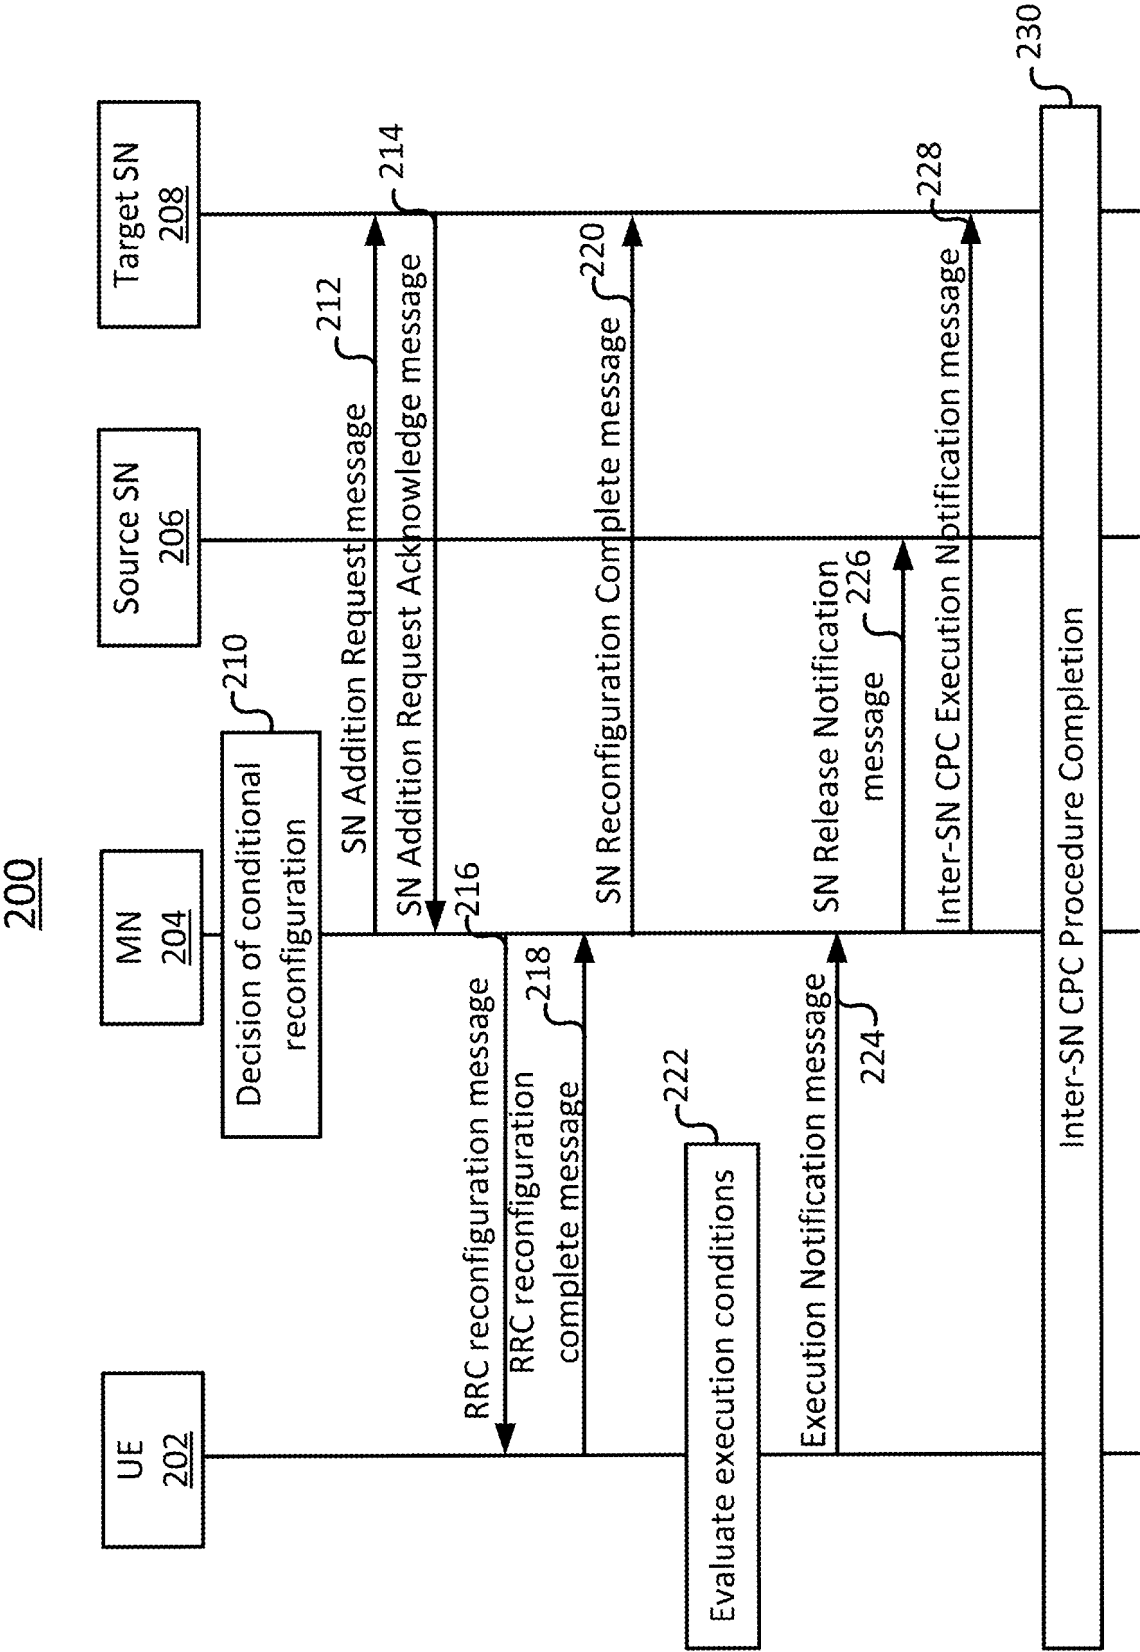 200
UE
202
MN
204
Source SN
206
Target SN
208
Decision of conditional
reconfiguration
210
SN Addition Request message
212
SN Addition Request Acknowledge message
214
RRC reconfiguration message
216
RRC reconfiguration
complete message
218
SN Reconfiguration Complete message
220
Evaluate execution conditions
222
Execution Notification message
224
SN Release Notification
message
226
Inter-SN CPC Execution Notification message
228
Inter-SN CPC Procedure Completion
230